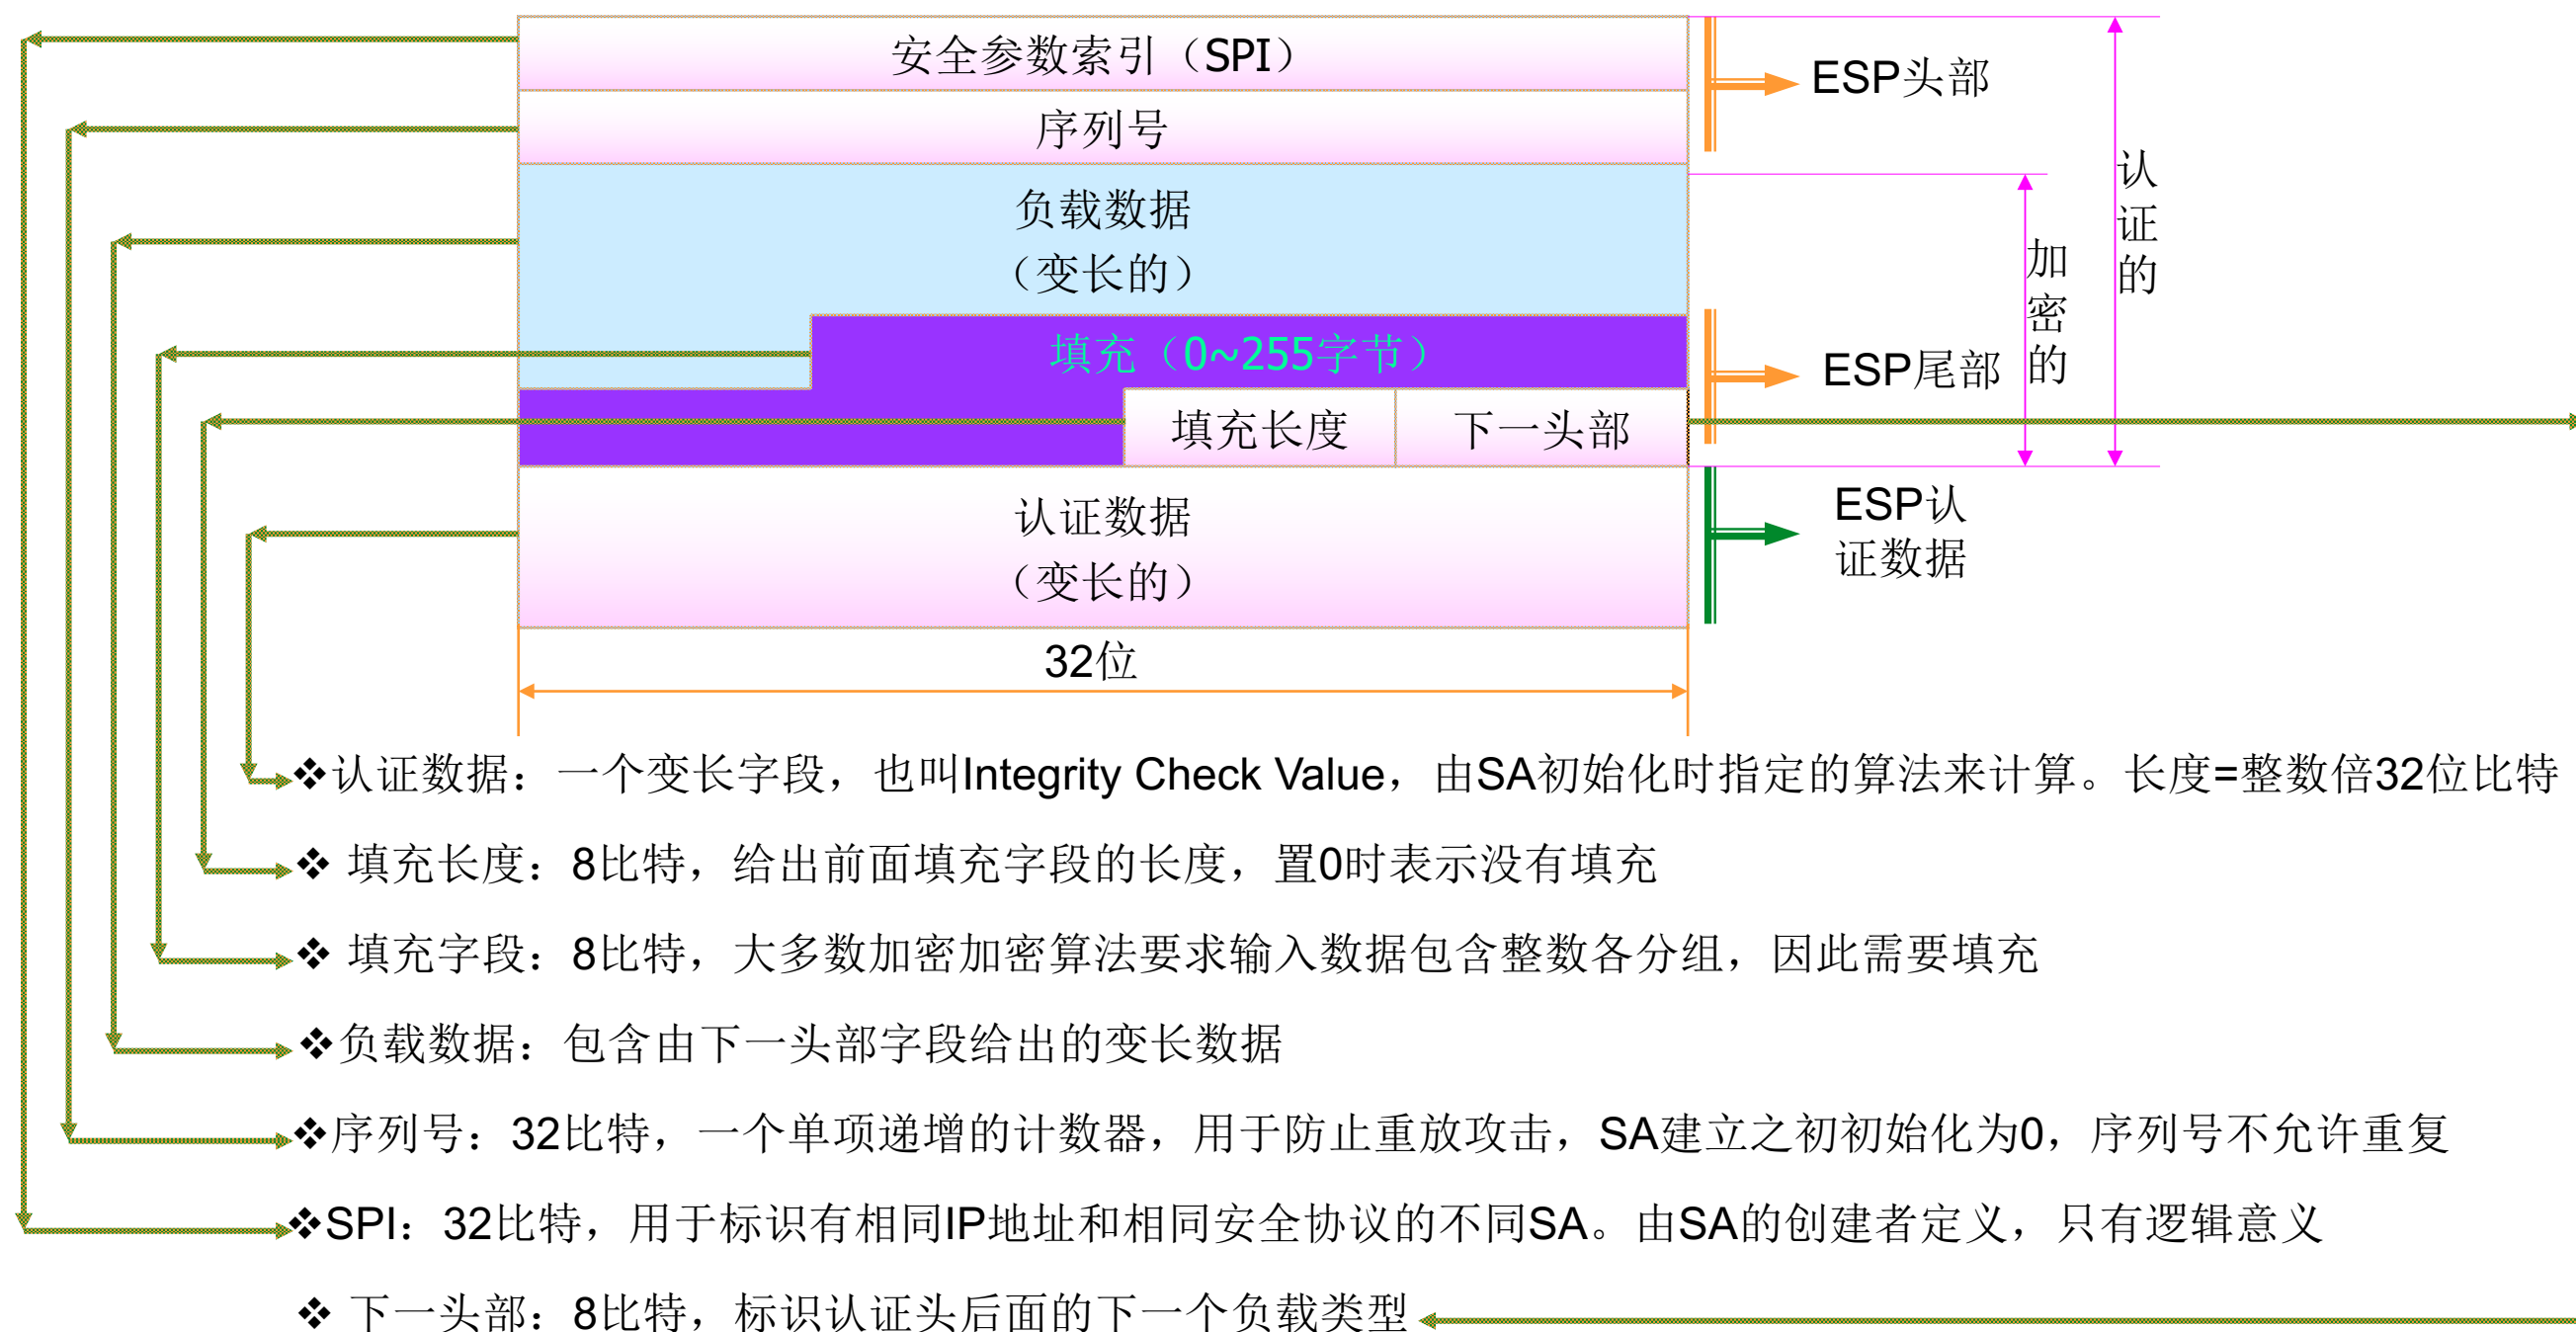 安全参数索引（SPI）
ESP头部
序列号
认证的
负载数据
（变长的）
加密的
填充（0~255字节）
ESP尾部
填充长度
下一头部
认证数据
（变长的）
ESP认
证数据
32位
❖认证数据：一个变长字段，也叫Integrity Check Value，由SA初始化时指定的算法来计算。长度=整数倍32位比特
❖ 填充长度：8比特，给出前面填充字段的长度，置0时表示没有填充
❖ 填充字段：8比特，大多数加密加密算法要求输入数据包含整数各分组，因此需要填充
❖负载数据：包含由下一头部字段给出的变长数据
❖序列号：32比特，一个单项递增的计数器，用于防止重放攻击，SA建立之初初始化为0，序列号不允许重复
❖SPI：32比特，用于标识有相同IP地址和相同安全协议的不同SA。由SA的创建者定义，只有逻辑意义
❖ 下一头部：8比特，标识认证头后面的下一个负载类型